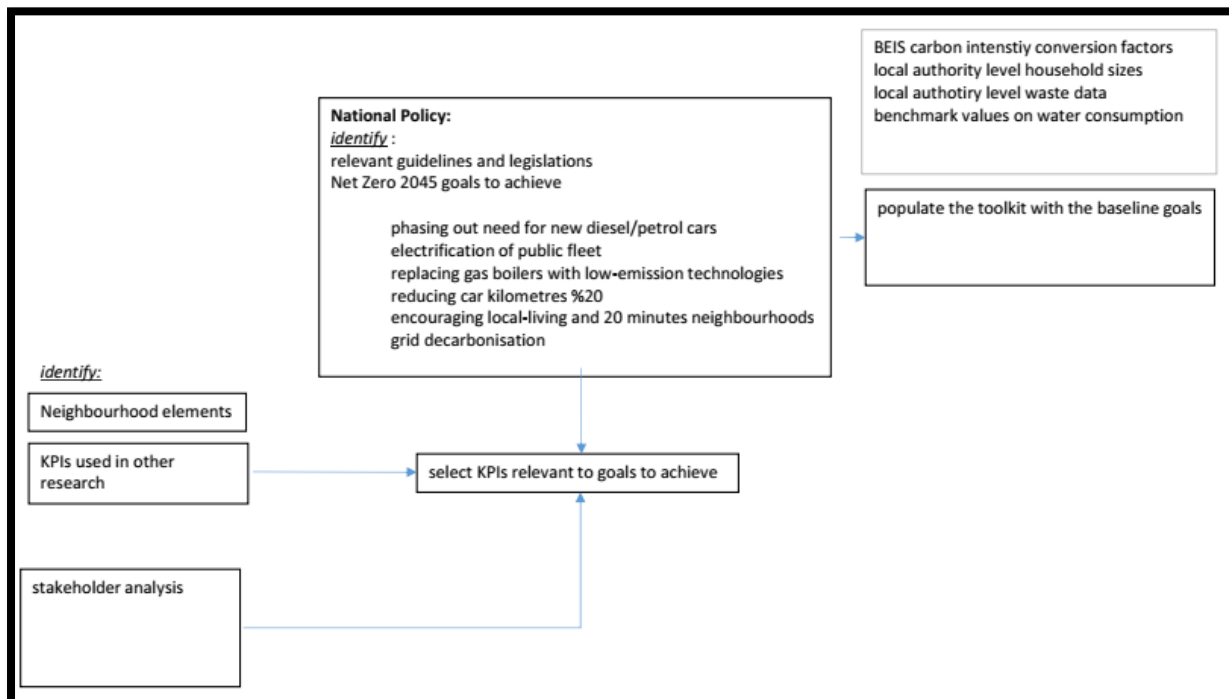 BEIS carbon intenstiy conversion factors
local authority level household sizes
local authotiry level waste data
benchmark values on water consumption
National Policy:
identify :
relevant guidelines and legislations
Net Zero 2045 goals to achieve
phasing out need for new diesel/petrol cars
electrification of public fleet
replacing gas boilers with low-emission technologies
reducing car kilometres %20
encouraging local-living and 20 minutes neighbourhoods
grid decarbonisation
populate the toolkit with the baseline goals
identify:
Neighbourhood elements
KPIs used in other
research
select KPIs relevant to goals to achieve
stakeholder analysis